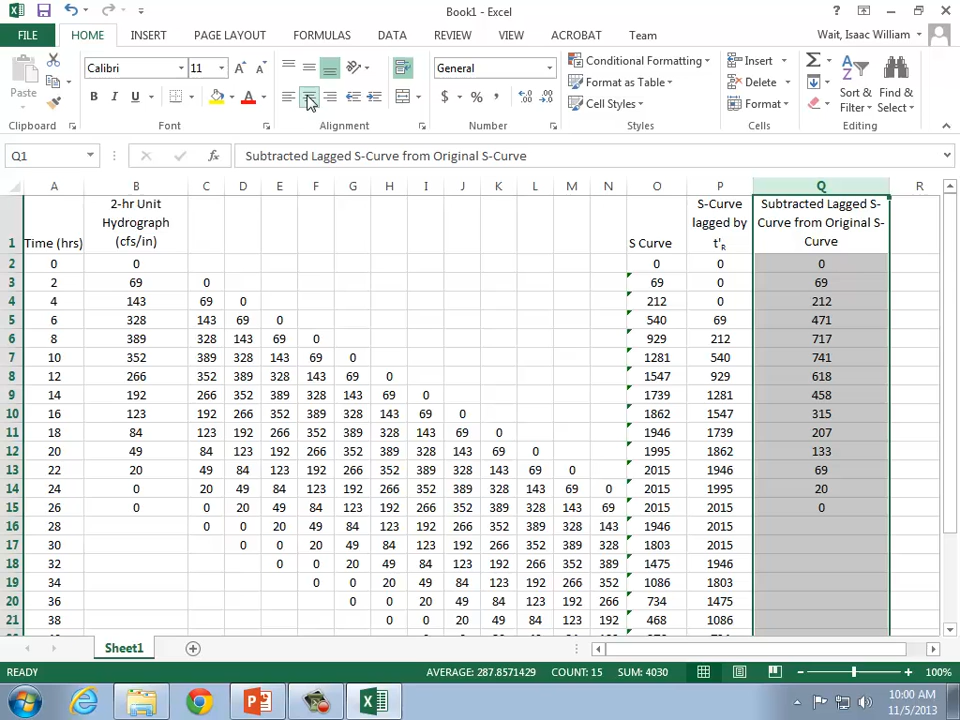 Book1 - Excel
FILE HOME INSERT PAGE LAYOUT FORMULAS DATA REVIEW VIEW ACROBAT Team Wait, Isaac William
Paste Calibri 11 General Conditional Formatting Insert
Format as Table Delete Sort & Find &
B I U A $ % , Cell Styles Format Filter Select
Clipboard Font Alignment Number Styles Cells Editing
Q1 fx Subtracted Lagged S-Curve from Original S-Curve
A B C D E F G H I J K L M N O P Q R
1 Time (hrs) 2-hr Unit Hydrograph (cfs/in) S Curve S-Curve lagged by t'R Subtracted Lagged S-Curve from Original S-Curve
2 0 0 0 0 0
3 2 69 0 69 0 69
4 4 143 69 0 212 0 212
5 6 328 143 69 0 540 69 471
6 8 389 328 143 69 0 929 212 717
7 10 352 389 328 143 69 0 1281 540 741
8 12 266 352 389 328 143 69 0 1547 929 618
9 14 192 266 352 389 328 143 69 0 1739 1281 458
10 16 123 192 266 352 389 328 143 69 0 1862 1547 315
11 18 84 123 192 266 352 389 328 143 69 0 1946 1739 207
12 20 49 84 123 192 266 352 389 328 143 69 0 1995 1862 133
13 22 20 49 84 123 192 266 352 389 328 143 69 0 2015 1946 69
14 24 0 20 49 84 123 192 266 352 389 328 143 69 0 2015 1995 20
15 26 0 0 20 49 84 123 192 266 352 389 328 143 69 2015 2015 0
16 28 0 0 20 49 84 123 192 266 352 389 328 143 1946 2015
17 30 0 0 20 49 84 123 192 266 352 389 328 1803 2015
18 32 0 0 20 49 84 123 192 266 352 389 1475 1946
19 34 0 0 20 49 84 123 192 266 352 1086 1803
20 36 0 0 20 49 84 123 192 266 734 1475
21 38 0 0 20 49 84 123 192 468 1086
Sheet1
READY AVERAGE: 287.8571429 COUNT: 15 SUM: 4030 100%
10:00 AM
11/5/2013